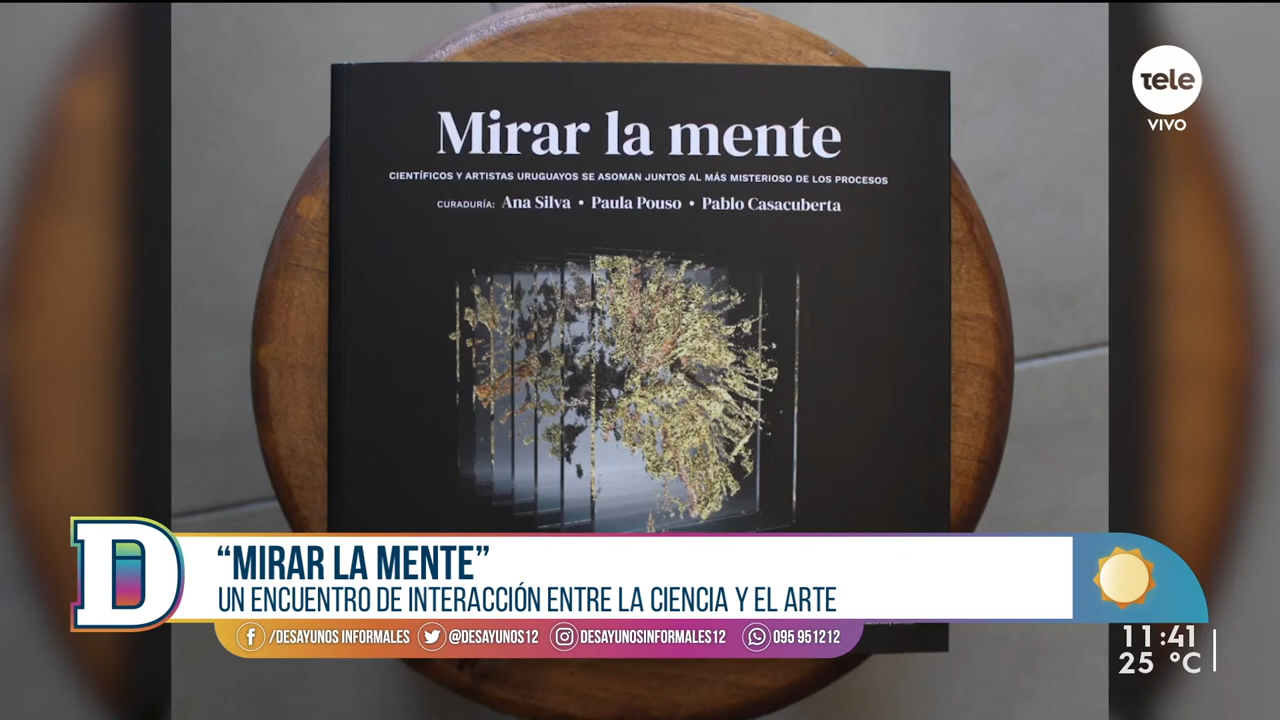 Mirar la mente
CIENTÍFICOS Y ARTISTAS URUGUAYOS SE ASOMAN JUNTOS AL MÁS MISTERIOSO DE LOS PROCESOS
CURADURÍA: Ana Silva • Paula Pouso • Pablo Casacuberta
tele
VIVO
D
“MIRAR LA MENTE”
UN ENCUENTRO DE INTERACCIÓN ENTRE LA CIENCIA Y EL ARTE
/DESAYUNOS INFORMALES @DESAYUNOS12 DESAYUNOSINFORMALES12 095 951212
11:41
25 °C